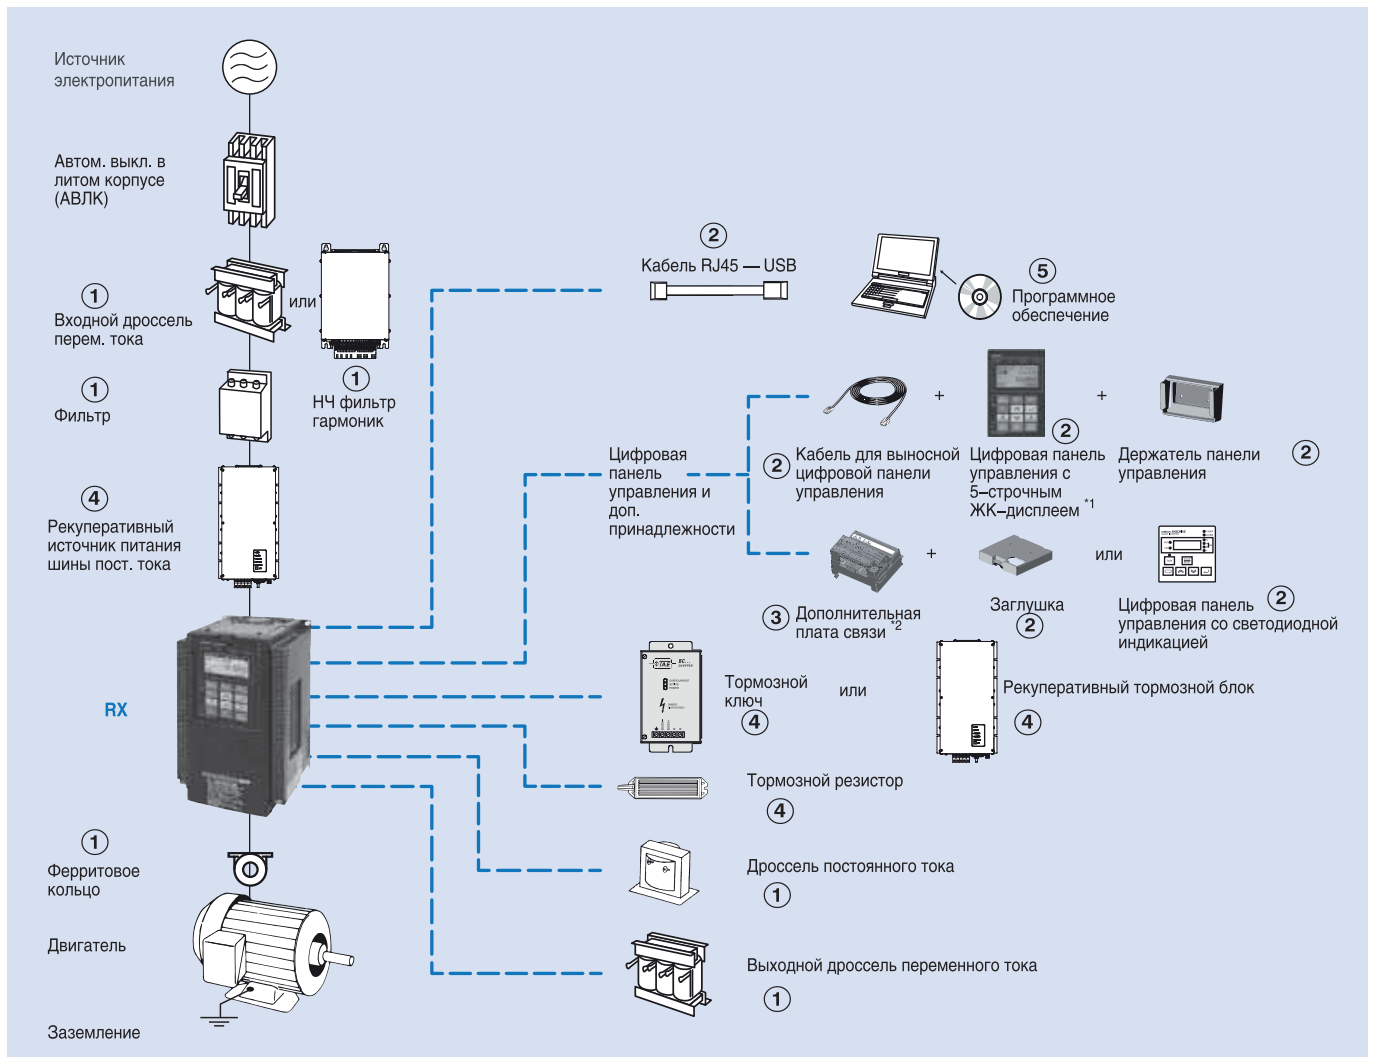 Источник
электропитания
Автом. выкл. в
литом корпусе
(АВЛК)
1
Входной дроссель
перем. тока
или
1
НЧ фильтр
гармоник
1
Фильтр
4
Рекуперативный
источник питания
шины пост. тока
RX
1
Ферритовое
кольцо
Двигатель
Заземление
2
Кабель RJ45 — USB
5
Программное
обеспечение
Цифровая
панель
управления и
доп.
принадлежности
+
+
2
Кабель для выносной
цифровой панели
управления
2
Цифровая панель
управления с
5–строчным
ЖК–дисплеем *1
Держатель панели
управления
2
+
или
3
Дополнительная
плата связи *2
Заглушка
2
Цифровая панель
управления со светодиодной
индикацией
2
Тормозной
ключ
4
или
Рекуперативный тормозной блок
4
Тормозной резистор
4
Дроссель постоянного тока
1
Выходной дроссель переменного тока
1